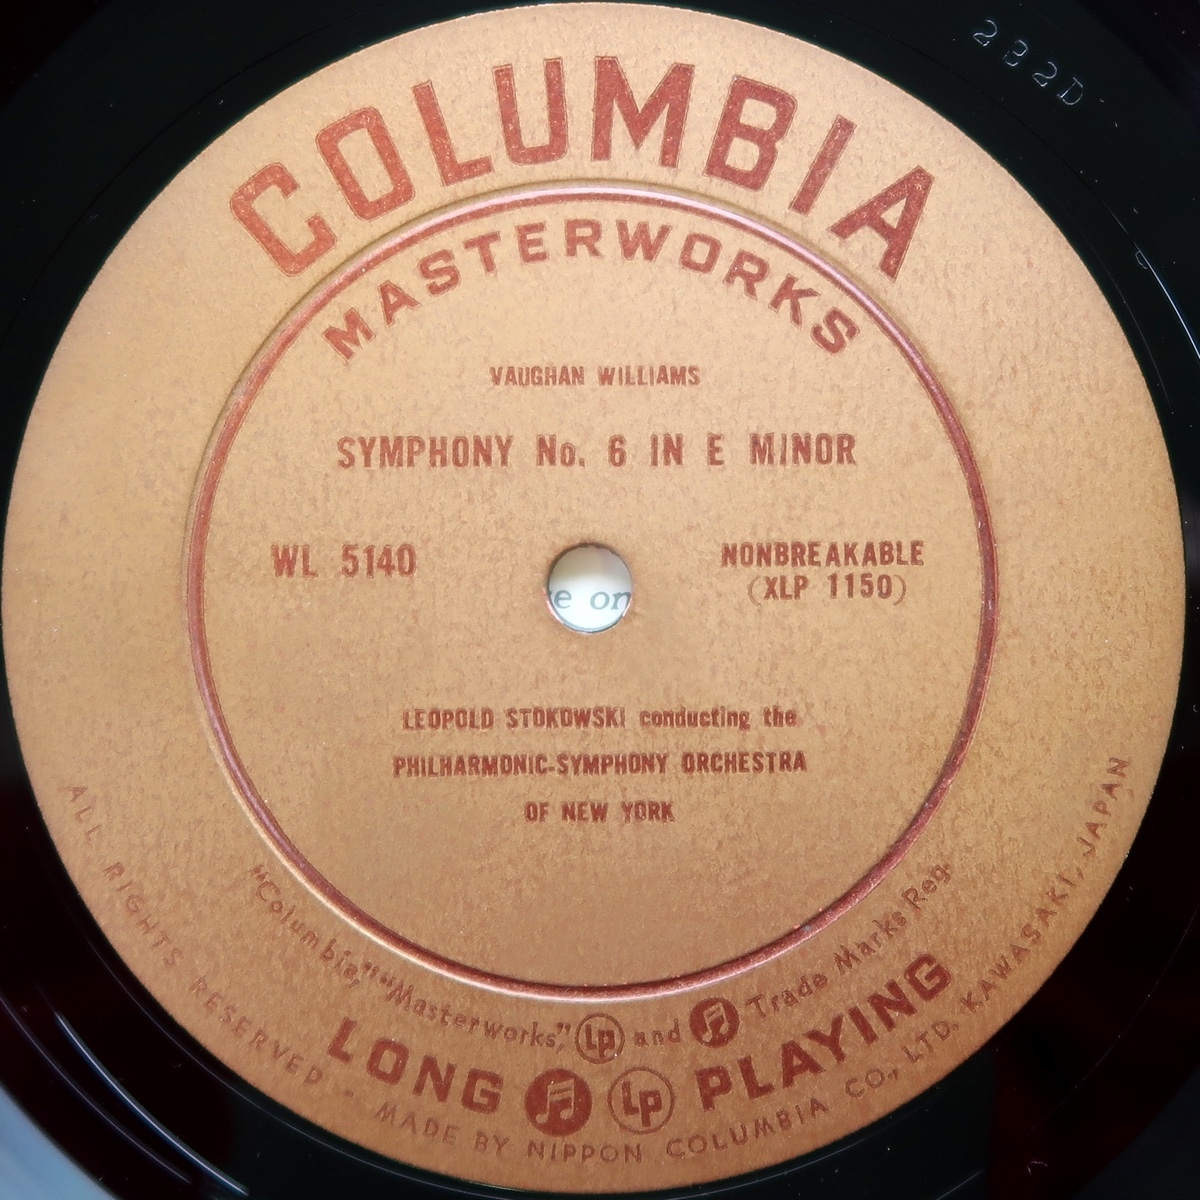 232D
COLUMBIA
MASTERWORKS
VAUGHAN WILLIAMS
SYMPHONY No. 6 IN E MINOR
WL 5140
NONBREAKABLE
(XLP 1150)
e on
LEOPOLD STOKOWSKI conducting the
PHILHARMONIC-SYMPHONY ORCHESTRA
OF NEW YORK
"Columbia," "Masterworks," Lp and Trade Marks Reg.
LONG Lp PLAYING
ALL RIGHTS RESERVED - MADE BY NIPPON COLUMBIA CO., LTD. KAWASAKI, JAPAN